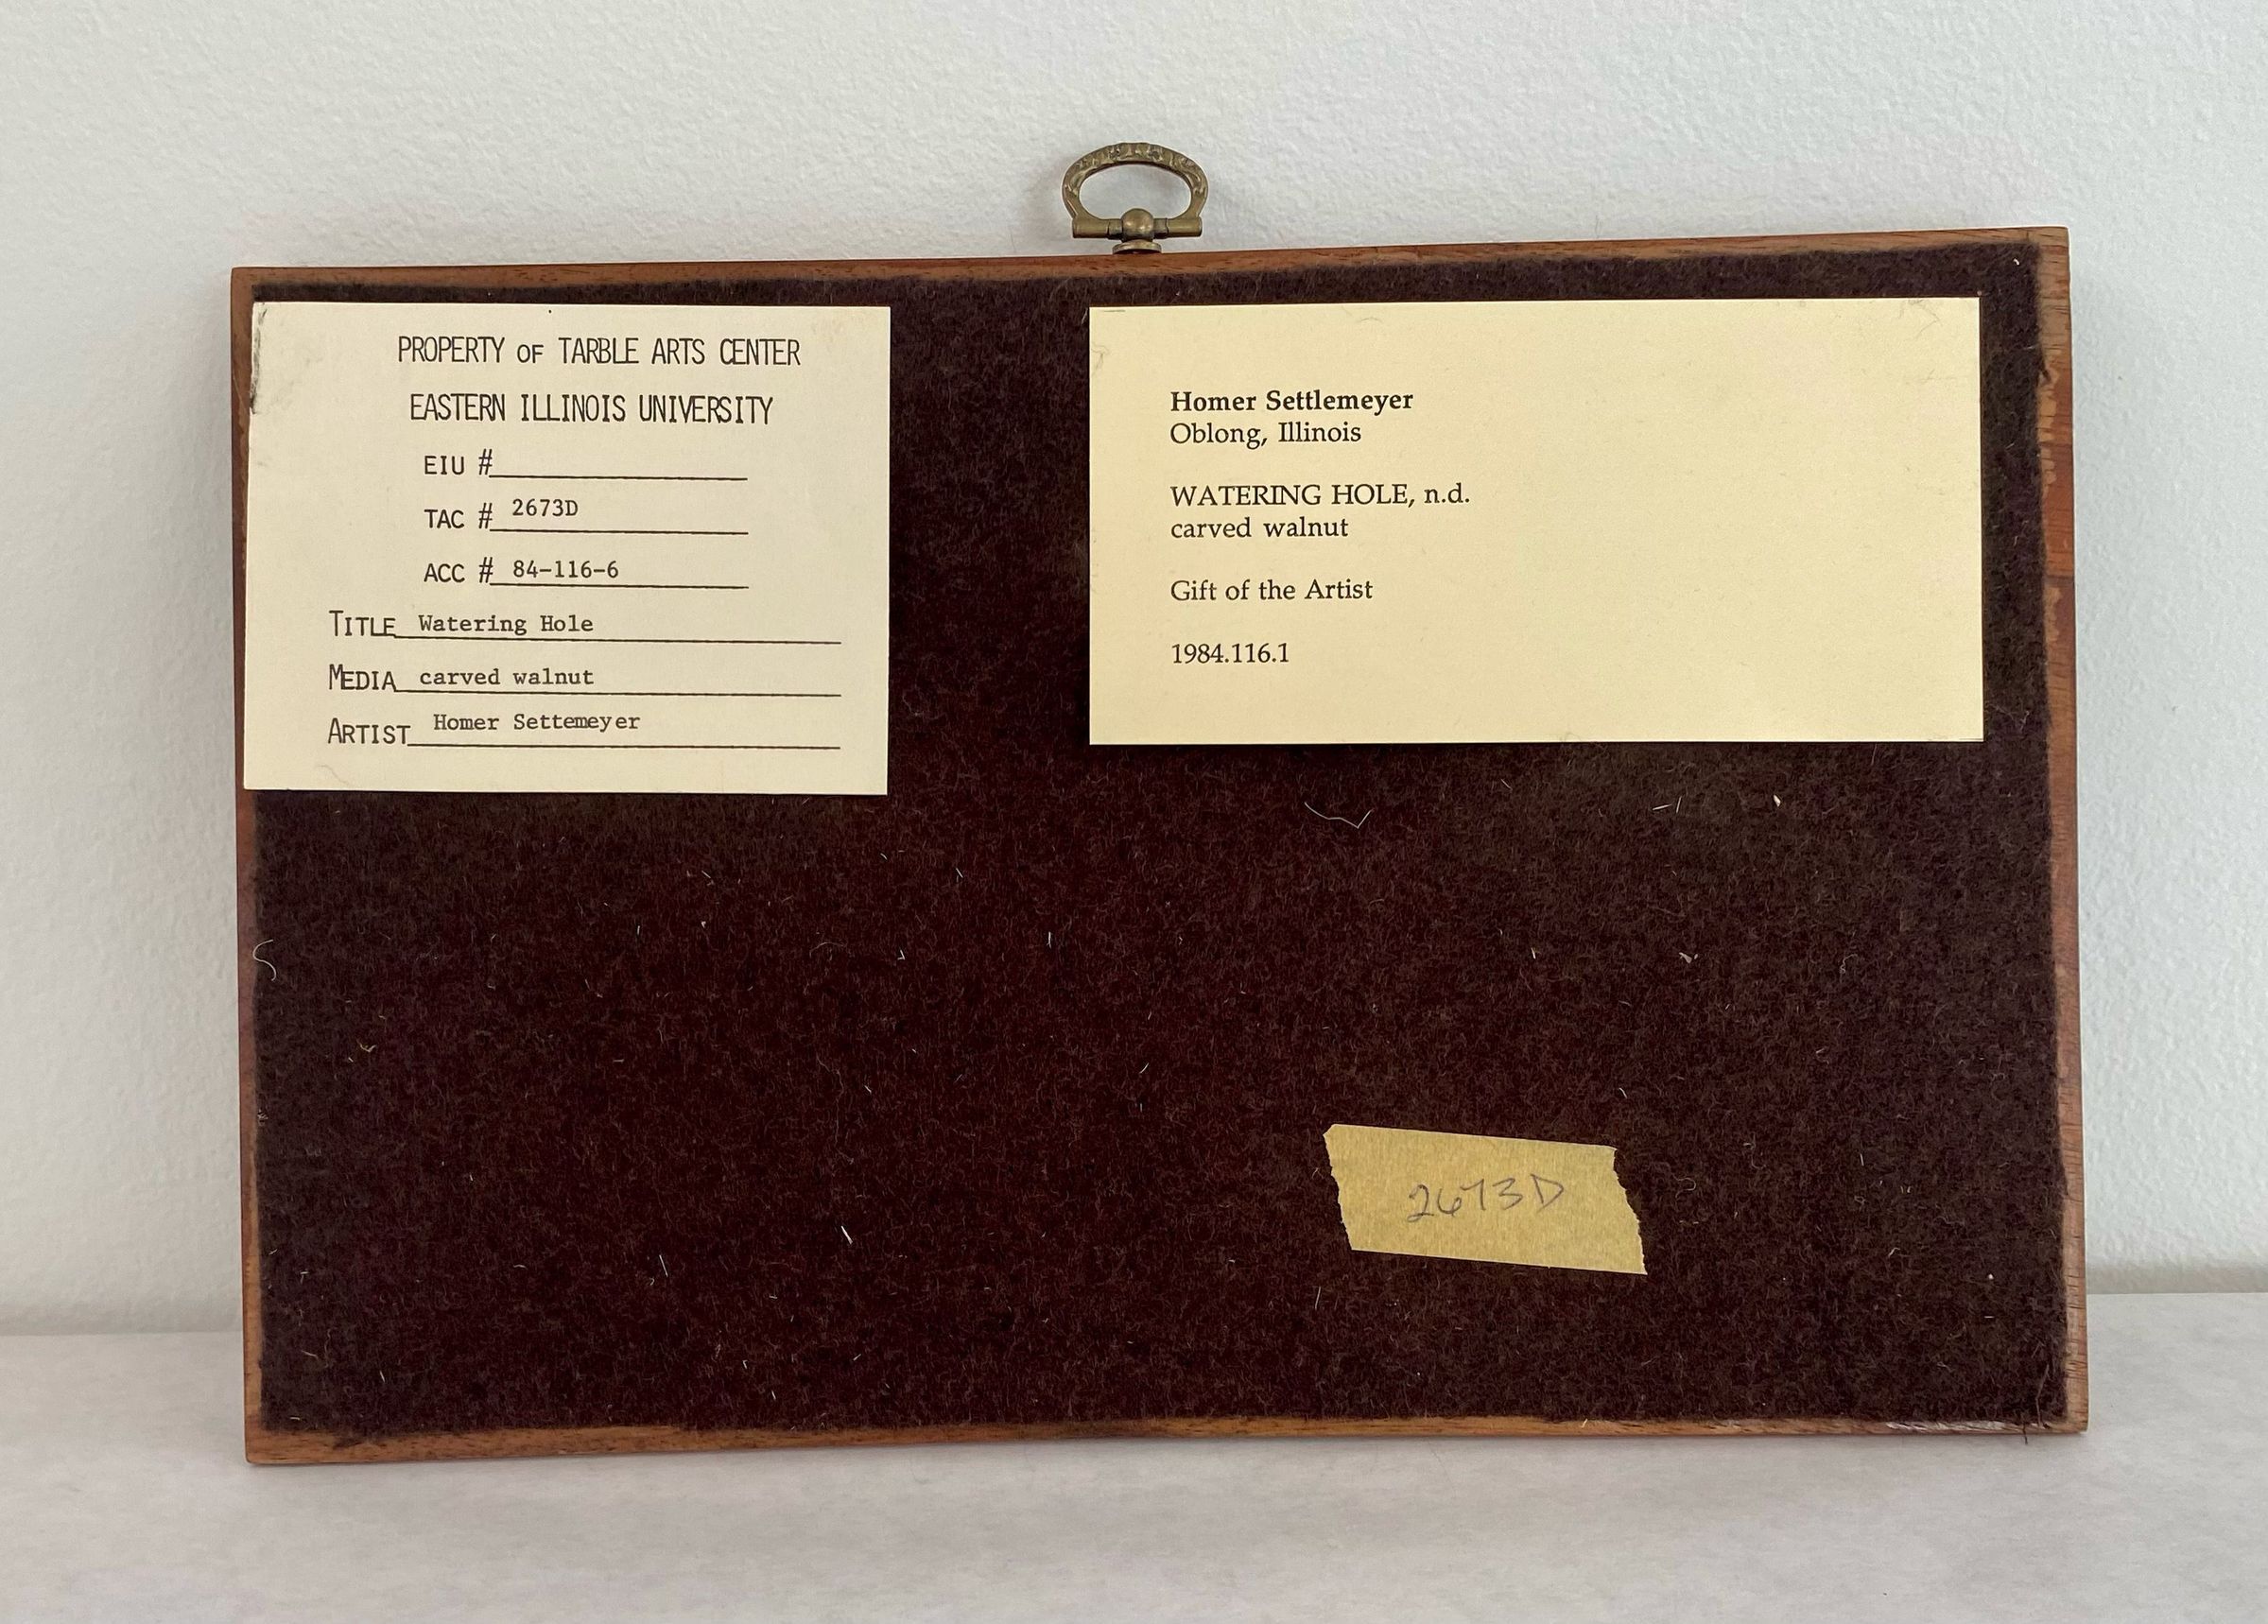 PROPERTY OF TARBLE ARTS CENTER
EASTERN ILLINOIS UNIVERSITY
EIU #
TAC # 2673D
ACC # 84-116-6
TITLE Watering Hole
MEDIA carved walnut
ARTIST Homer Settemeyer
Homer Settlemeyer
Oblong, Illinois
WATERING HOLE, n.d.
carved walnut
Gift of the Artist
1984.116.1
2673D